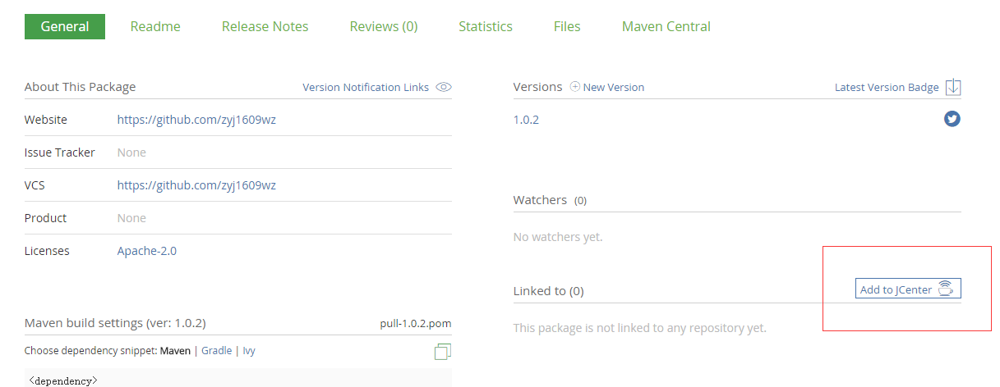 General Readme Release Notes Reviews (0) Statistics Files Maven Central
About This Package Version Notification Links
Website https://github.com/zyj1609wz
Issue Tracker None
VCS https://github.com/zyj1609wz
Product None
Licenses Apache-2.0
Maven build settings (ver: 1.0.2) pull-1.0.2.pom
Choose dependency snippet: Maven | Gradle | Ivy
<dependency>
Versions New Version Latest Version Badge
1.0.2
Watchers (0)
No watchers yet.
Linked to (0) Add to JCenter
This package is not linked to any repository yet.